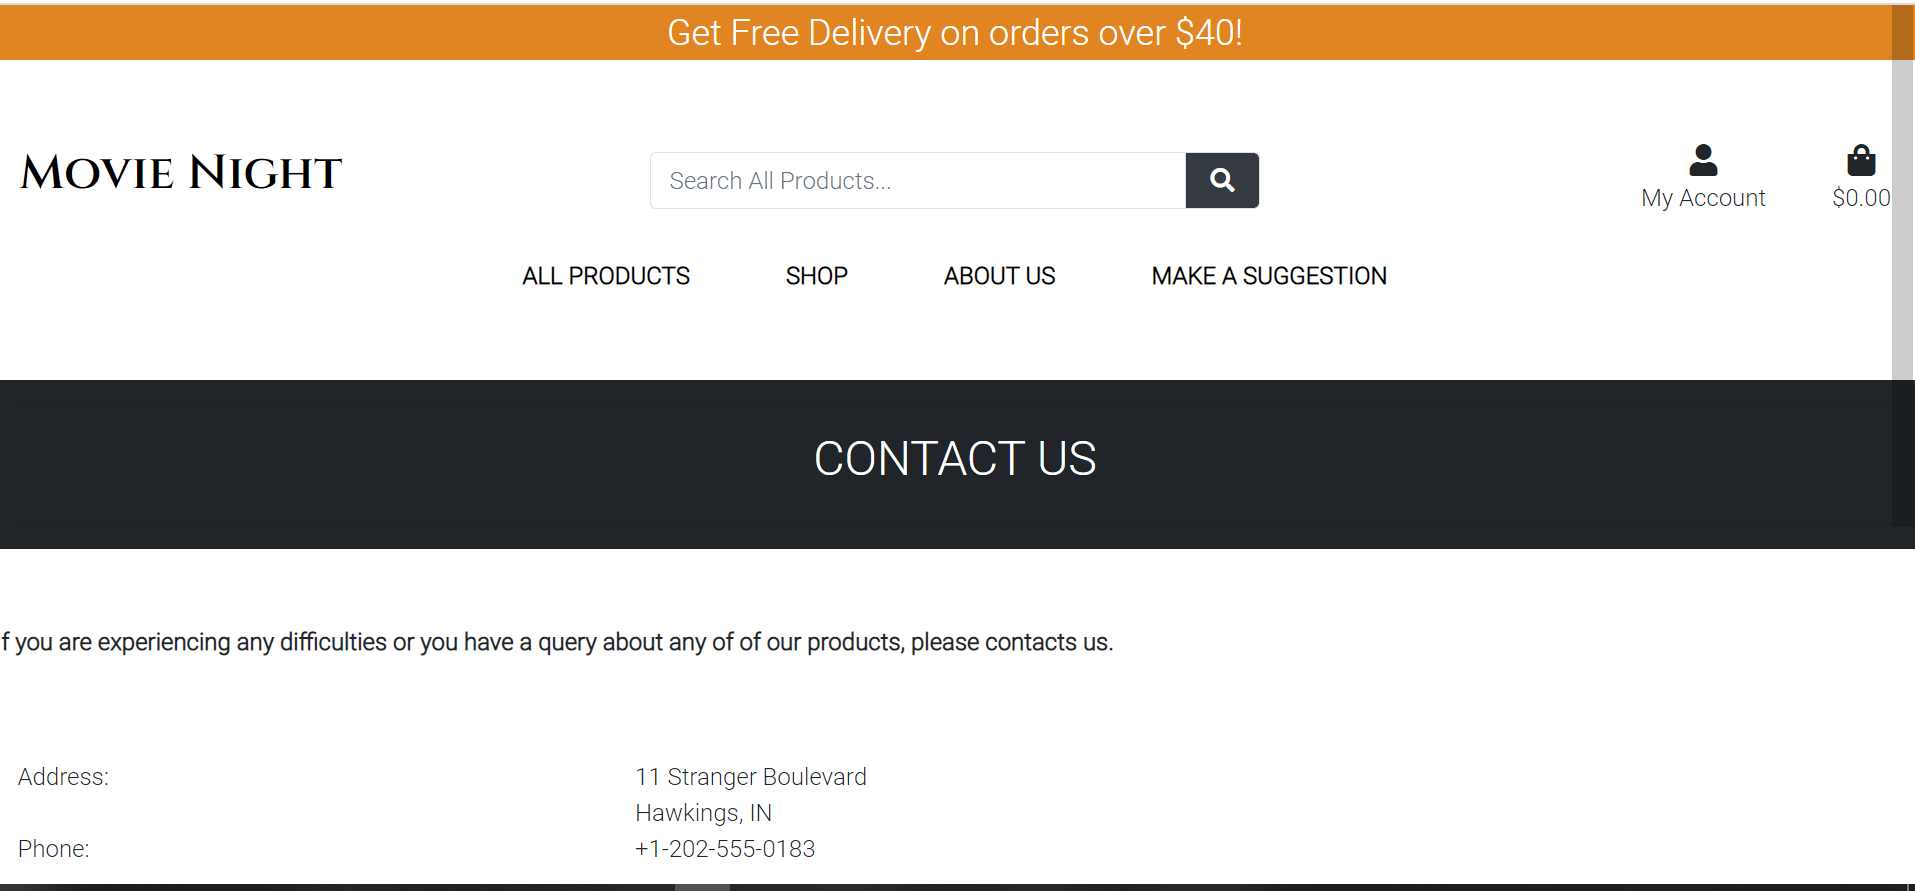 Get Free Delivery on orders over $40!
MOVIE NIGHT
Search All Products...
My Account
$0.00
ALL PRODUCTS SHOP ABOUT US MAKE A SUGGESTION
CONTACT US
f you are experiencing any difficulties or you have a query about any of of our products, please contacts us.
Address: 11 Stranger Boulevard
Hawkings, IN
Phone: +1-202-555-0183